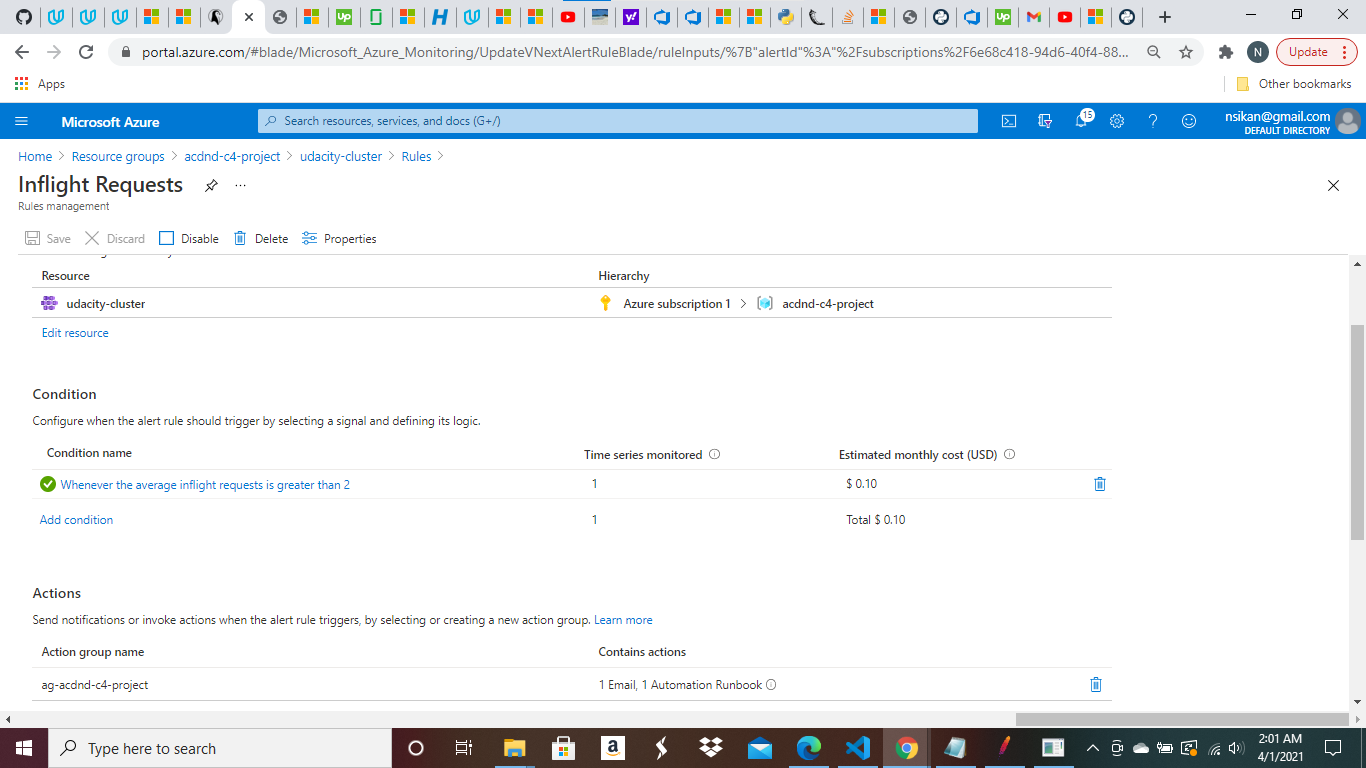 portal.azure.com/#blade/Microsoft_Azure_Monitoring/UpdateVNextAlertRuleBlade/ruleInputs/%7B"alertId"%3A"%2Fsubscriptions%2F6e68c418-94d6-40f4-88...
N
Update
Apps
Other bookmarks
Microsoft Azure
Search resources, services, and docs (G+/)
15
nsikan@gmail.com
DEFAULT DIRECTORY
Home > Resource groups > acdnd-c4-project > udacity-cluster > Rules >
Inflight Requests
Rules management
Save Discard Disable Delete Properties
Resource Hierarchy
udacity-cluster Azure subscription 1 > acdnd-c4-project
Edit resource
Condition
Configure when the alert rule should trigger by selecting a signal and defining its logic.
Condition name Time series monitored Estimated monthly cost (USD)
Whenever the average inflight requests is greater than 2 1 $ 0.10
Add condition 1 Total $ 0.10
Actions
Send notifications or invoke actions when the alert rule triggers, by selecting or creating a new action group. Learn more
Action group name Contains actions
ag-acdnd-c4-project 1 Email, 1 Automation Runbook
Type here to search
2:01 AM
4/1/2021